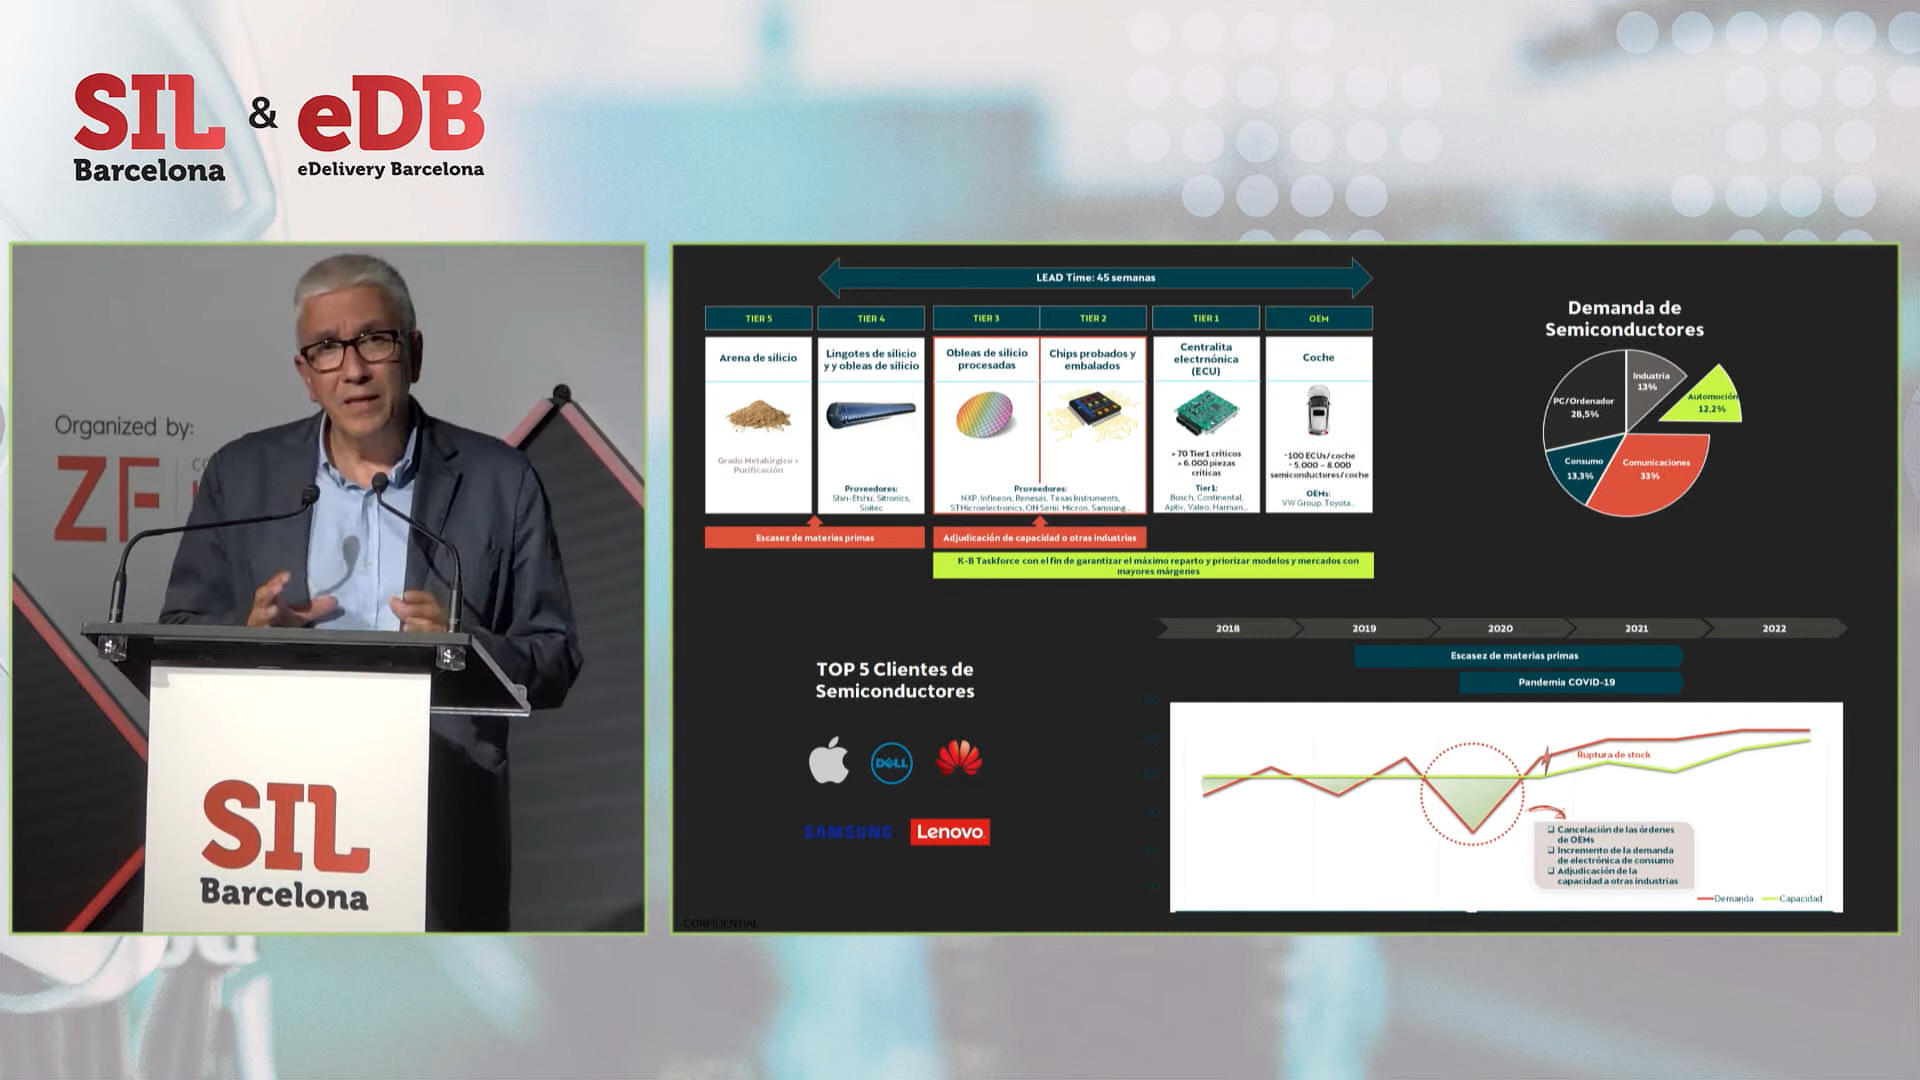 SIL
Barcelona
&
eDB
eDelivery Barcelona
Organized by:
ZF
SIL
Barcelona
LEAD Time: 45 semanas
TIER 5
TIER 4
TIER 3
TIER 2
TIER 1
OEM
Arena de silicio
Lingotes de silicio
y y obleas de silicio
Obleas de silicio
procesadas
Chips probados y
embalados
Centralita
electrnónica
(ECU)
Coche
Grado Metalúrgico +
Purificación
Proveedores:
Shin-Etshu, Siltronics,
Soitec
Proveedores:
NXP, Infineon, Renesas, Texas Instruments,
STMicroelectronics, ON Semi, Micron, Samsung...
> 70 Tier1 críticos
> 6.000 piezas
críticas
Tier1:
Bosch, Continental,
Aptiv, Valeo, Harman...
~100 ECUs/coche
~ 5.000 – 8.000
semiconductores/coche
OEMs:
VW Group, Toyota...
Escasez de materias primas
Adjudicación de capacidad o otras industrias
K-B Taskforce con el fin de garantizar el máximo reparto y priorizar modelos y mercados con
mayores márgenes
Demanda de
Semiconductores
Industria
13%
Automoción
12,2%
PC/Ordenador
28,5%
Consumo
13,3%
Comunicaciones
33%
TOP 5 Clientes de
Semiconductores
DELL
SAMSUNG
Lenovo
2018
2019
2020
2021
2022
Escasez de materias primas
Pandemia COVID-19
Ruptura de stock
Cancelación de las órdenes
de OEMs
Incremento de la demanda
de electrónica de consumo
Adjudicación de la
capacidad a otras industrias
Demanda
Capacidad
CONFIDENTIAL